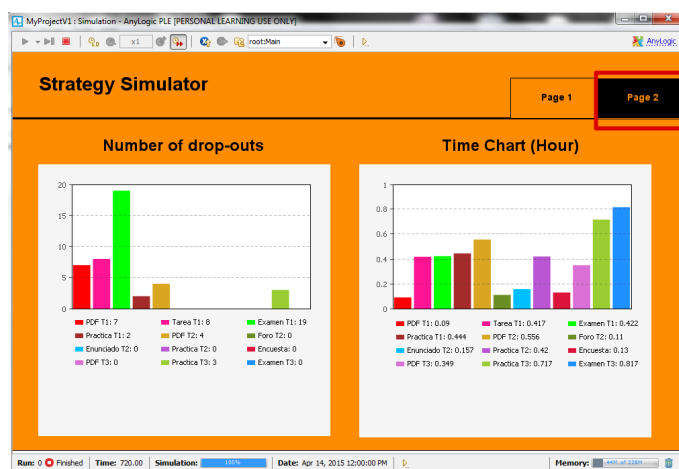 MyProjectV1 : Simulation - AnyLogic PLE [PERSONAL LEARNING USE ONLY]
x1 root:Main AnyLogic
Strategy Simulator
Page 1 Page 2
Number of drop-outs
20
15
10
5
0
PDF T1: 7 Tarea T1: 8 Examen T1: 19
Practica T1: 2 PDF T2: 4 Foro T2: 0
Enunciado T2: 0 Practica T2: 0 Encuesta: 0
PDF T3: 0 Practica T3: 3 Examen T3: 0
Time Chart (Hour)
1
0.8
0.6
0.4
0.2
0
PDF T1: 0.09 Tarea T1: 0.417 Examen T1: 0.422
Practica T1: 0.444 PDF T2: 0.556 Foro T2: 0.11
Enunciado T2: 0.157 Practica T2: 0.42 Encuesta: 0.13
PDF T3: 0.349 Practica T3: 0.717 Examen T3: 0.817
Run: 0 Finished Time: 720.00 Simulation: 100% Date: Apr 14, 2015 12:00:00 PM Memory: